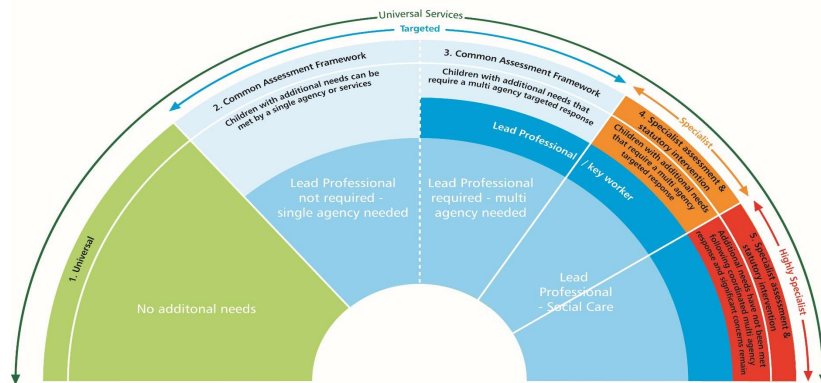 Universal Services
Targeted
2. Common Assessment Framework
Children with additional needs can be
met by a single agency or services
3. Common Assessment Framework
Children with additional needs that
require a multi agency targeted response
Specialist
4. Specialist assessment &
statutory intervention
Children with additional needs
that require a multi agency
targeted response
Highly Specialist
5. Specialist assessment &
statutory intervention
Additional needs have not been met
following coordinated multi agency
response and significant concerns remain
1. Universal
No additonal needs
Lead Professional
not required -
single agency needed
Lead Professional
required - multi
agency needed
Lead Professional / key worker
Lead
Professional
- Social Care